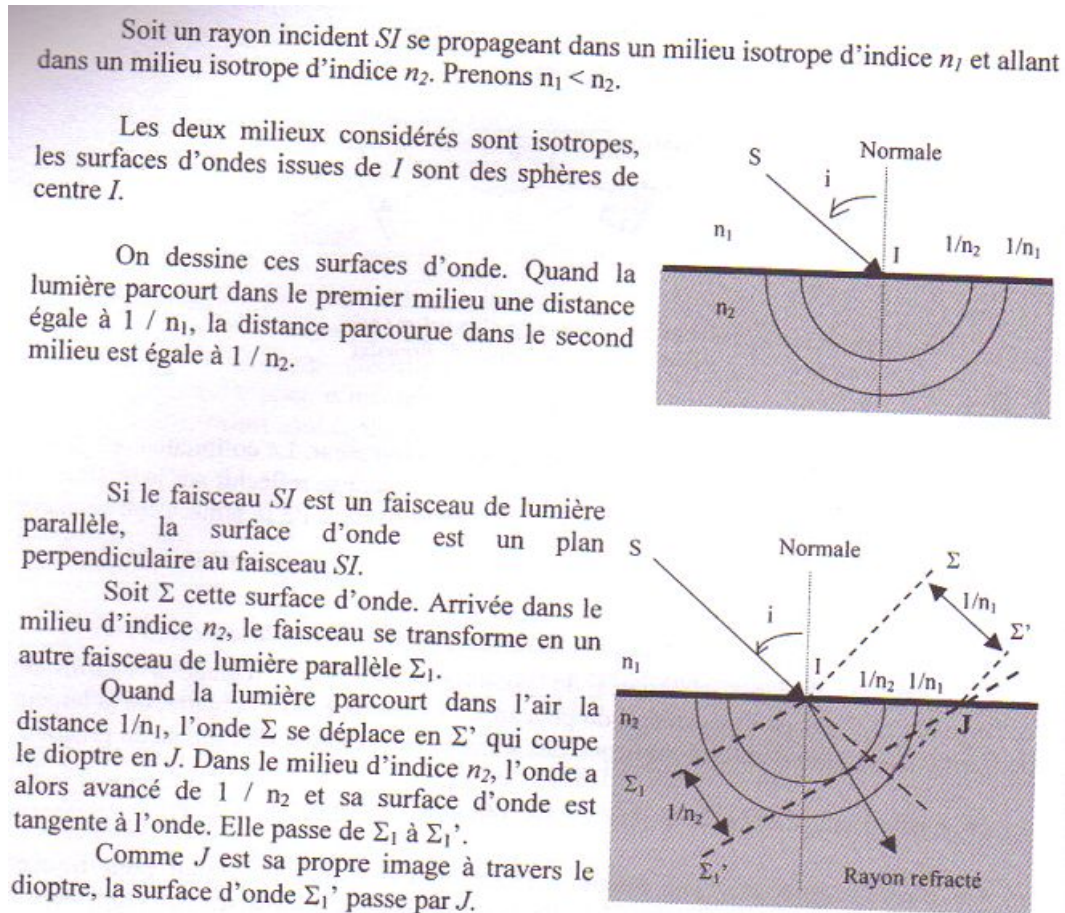 Soit un rayon incident SI se propageant dans un milieu isotrope d'indice n₁ et allant
dans un milieu isotrope d'indice n₂. Prenons n₁ < n₂.
Les deux milieux considérés sont isotropes,
les surfaces d'ondes issues de I sont des sphères de
centre I.
On dessine ces surfaces d'onde. Quand la
lumière parcourt dans le premier milieu une distance
égale à 1 / n₁, la distance parcourue dans le second
milieu est égale à 1 / n₂.
S
Normale
i
n₁
I
1/n₂
1/n₁
n₂
Si le faisceau SI est un faisceau de lumière
parallèle, la surface d'onde est un plan
perpendiculaire au faisceau SI.
Soit Σ cette surface d'onde. Arrivée dans le
milieu d'indice n₂, le faisceau se transforme en un
autre faisceau de lumière parallèle Σ₁.
Quand la lumière parcourt dans l'air la
distance 1/n₁, l'onde Σ se déplace en Σ' qui coupe
le dioptre en J. Dans le milieu d'indice n₂, l'onde a
alors avancé de 1 / n₂ et sa surface d'onde est
tangente à l'onde. Elle passe de Σ₁ à Σ₁'.
Comme J est sa propre image à travers le
dioptre, la surface d'onde Σ₁' passe par J.
S
Normale
Σ
1/n₁
Σ'
i
n₁
I
1/n₂
1/n₁
n₂
J
Σ₁
1/n₂
Σ₁'
Rayon refracté